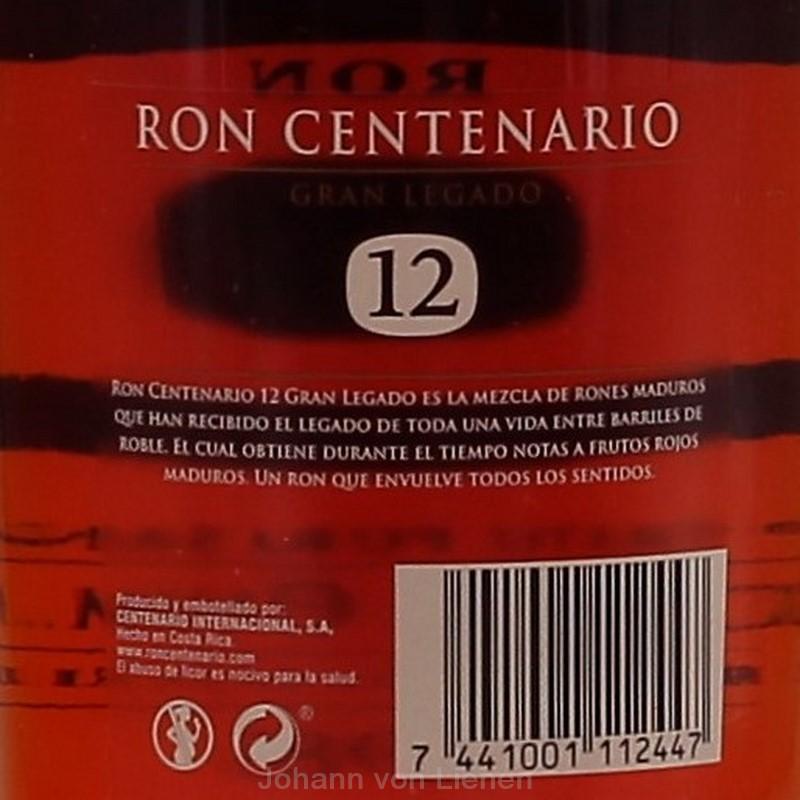 RON
RON CENTENARIO
GRAN LEGADO
12
RON CENTENARIO 12 GRAN LEGADO ES LA MEZCLA DE RONES MADUROS
QUE HAN RECIBIDO EL LEGADO DE TODA UNA VIDA ENTRE BARRILES DE
ROBLE. EL CUAL OBTIENE DURANTE EL TIEMPO NOTAS A FRUTOS ROJOS
MADUROS. UN RON QUE ENVUELVE TODOS LOS SENTIDOS.
Producido y embotellado por:
CENTENARIO INTERNACIONAL, S.A,
Hecho en Costa Rica
www.roncentenario.com
El abuso de licor es nocivo para la salud.
®
7 441001 112447
Johann von Lienen